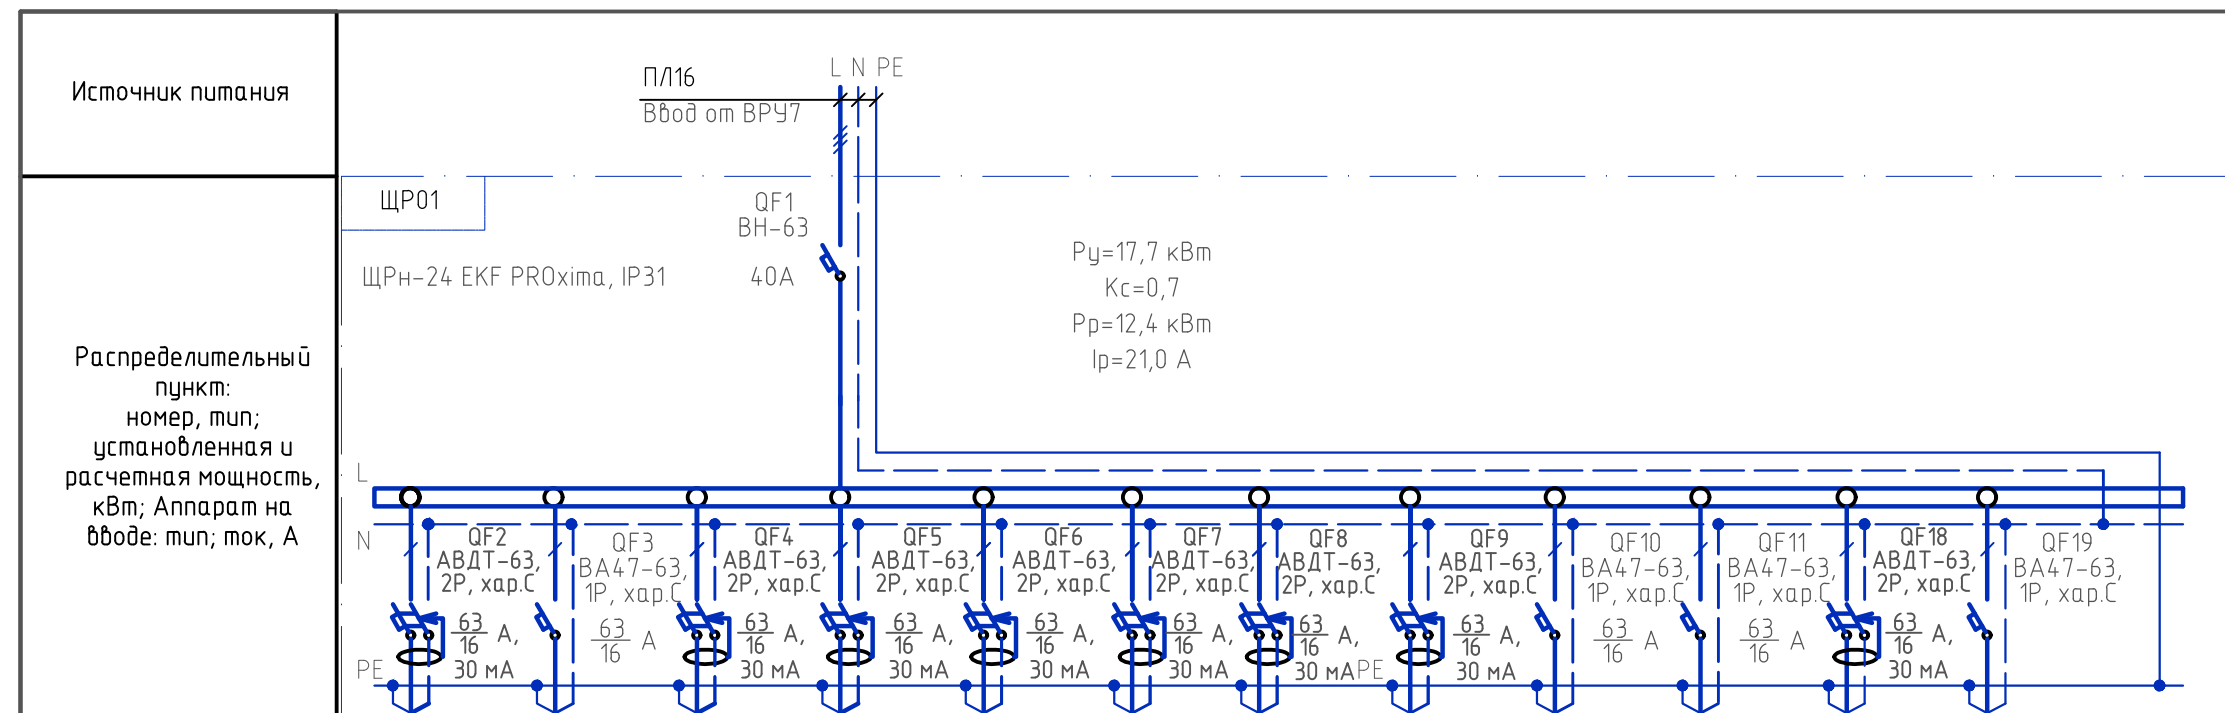 Источник питания
ПЛ16
Ввод от ВРУ7
L N PE
ЩР01
ЩРн-24 EKF PROxima, IP31
QF1
ВН-63
40А
Ру=17,7 кВт
Кс=0,7
Рр=12,4 кВт
Iр=21,0 А
Распределительный
пункт:
номер, тип;
установленная и
расчетная мощность,
кВт; Аппарат на
вводе: тип; ток, А
L
N
PE
QF2
АВДТ-63,
2Р, хар.С
63
16 А,
30 мА
QF3
ВА47-63,
1Р, хар.С
63
16 А
QF4
АВДТ-63,
2Р, хар.С
63
16 А,
30 мА
QF5
АВДТ-63,
2Р, хар.С
63
16 А,
30 мА
QF6
АВДТ-63,
2Р, хар.С
63
16 А,
30 мА
QF7
АВДТ-63,
2Р, хар.С
63
16 А,
30 мА
QF8
АВДТ-63,
2Р, хар.С
63
16 А,
30 мА
PE
QF9
АВДТ-63,
2Р, хар.С
63
16 А,
30 мА
QF10
ВА47-63,
1Р, хар.С
63
16 А
QF11
ВА47-63,
1Р, хар.С
63
16 А
QF18
АВДТ-63,
2Р, хар.С
63
16 А,
30 мА
QF19
ВА47-63,
1Р, хар.С